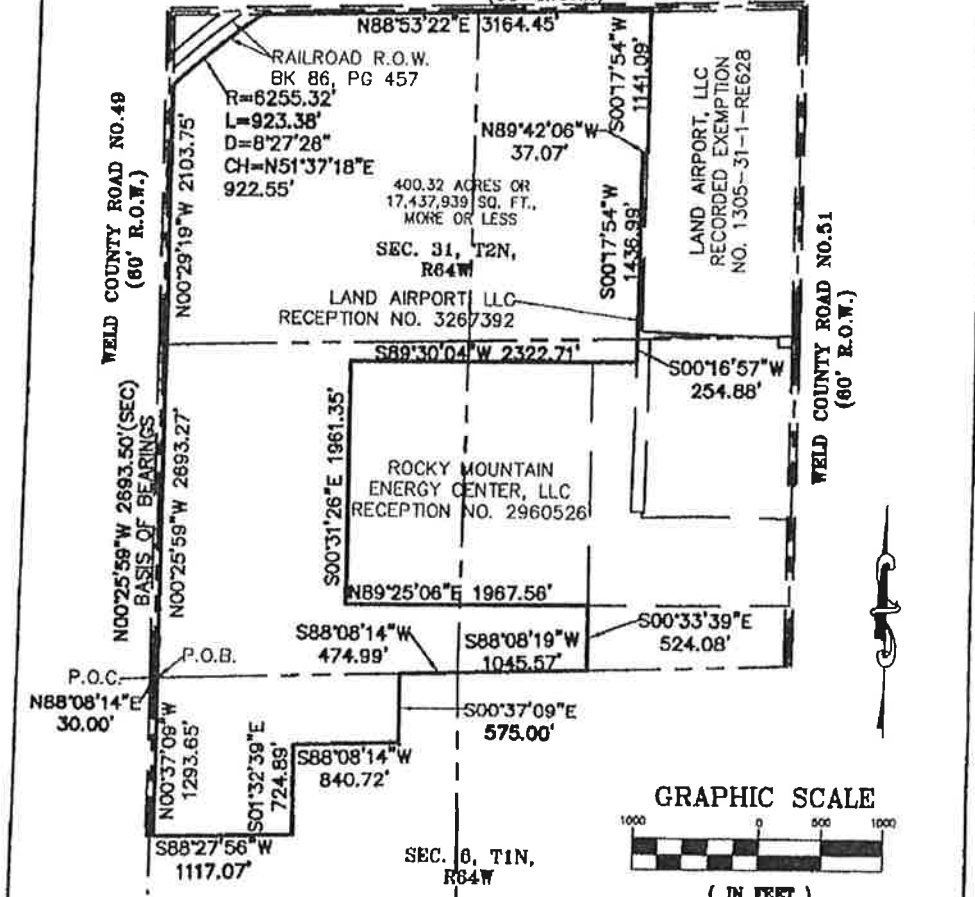 N88°53'22"E 3164.45'
RAILROAD R.O.W.
BK 86, PG 457
R=6255.32'
L=923.38'
D=8°27'28"
CH=N51°37'18"E
922.55'
S00°17'54"W
1141.09'
N89°42'06"W
37.07'
LAND AIRPORT, LLC
RECORDED EXEMPTION
NO. 1305-31-1-RE628
WELD COUNTY ROAD NO.49
(60' R.O.W.)
N00°29'19"W 2103.75'
400.32 ACRES OR
17,437,939 SQ. FT.,
MORE OR LESS
SEC. 31, T2N,
R64W
S00°17'54"W
1436.99'
LAND AIRPORT LLC
RECEPTION NO. 3267392
WELD COUNTY ROAD NO.51
(60' R.O.W.)
S89°30'04"W 2322.71'
S00°16'57"W
254.88'
N00°25'59"W 2693.50'(SEC)
BASIS OF BEARINGS
N00°25'59"W 2693.27'
S00°31'26"E 1961.35'
ROCKY MOUNTAIN
ENERGY CENTER, LLC
RECEPTION NO. 2960526
N89°25'06"E 1967.56'
S88°08'14"W
474.99'
S88°08'19"W
1045.57'
S00°33'39"E
524.08'
P.O.B.
P.O.C.
N88°08'14"E
30.00'
N00°37'09"W
1293.65'
S01°32'39"E
724.89'
S00°37'09"E
575.00'
S88°08'14"W
840.72'
S88°27'56"W
1117.07'
SEC. 6, T1N,
R64W
GRAPHIC SCALE
1000 0 500 1000
( IN FEET )